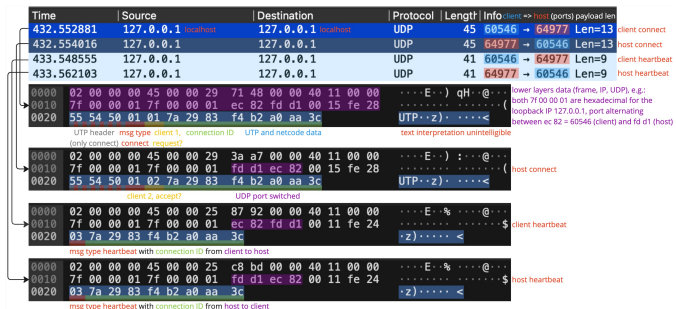 Time Source Destination Protocol Length Info client => host (ports) payload len
432.552881 127.0.0.1 localhost 127.0.0.1 localhost UDP 45 60546 → 64977 Len=13 client connect
432.554016 127.0.0.1 127.0.0.1 UDP 45 64977 → 60546 Len=13 host connect
433.548555 127.0.0.1 127.0.0.1 UDP 41 60546 → 64977 Len=9 client heartbeat
433.562103 127.0.0.1 127.0.0.1 UDP 41 64977 → 60546 Len=9 host heartbeat
0000 02 00 00 00 45 00 00 29 71 48 00 00 40 11 00 00 ····E··) qH··@···
0010 7f 00 00 01 7f 00 00 01 ec 82 fd d1 00 15 fe 28 ········ ·······(
0020 55 54 50 01 01 7a 29 83 f4 b2 a0 aa 3c UTP··z)· ····<
lower layers data (frame, IP, UDP), e.g.:
both 7f 00 00 01 are hexadecimal for the
loopback IP 127.0.0.1, port alternating
between ec 82 = 60546 (client) and fd d1 (host)
UTP header msg type client 1, connection ID UTP and netcode data text interpretation unintelligible
(only connect) connect request?
0000 02 00 00 00 45 00 00 29 3a a7 00 00 40 11 00 00 ····E··) :···@···
0010 7f 00 00 01 7f 00 00 01 fd d1 ec 82 00 15 fe 28 ········ ·······(
0020 55 54 50 01 02 7a 29 83 f4 b2 a0 aa 3c UTP··z)· ····<
host connect
client 2, accept? UDP port switched
0000 02 00 00 00 45 00 00 25 87 92 00 00 40 11 00 00 ····E··% ····@···
0010 7f 00 00 01 7f 00 00 01 ec 82 fd d1 00 11 fe 24 ········ ·······$
0020 03 7a 29 83 f4 b2 a0 aa 3c ·z)····· <
client heartbeat
msg type heartbeat with connection ID from client to host
0000 02 00 00 00 45 00 00 25 c8 bd 00 00 40 11 00 00 ····E··% ····@···
0010 7f 00 00 01 7f 00 00 01 fd d1 ec 82 00 11 fe 24 ········ ·······$
0020 03 7a 29 83 f4 b2 a0 aa 3c ·z)····· <
host heartbeat
msg type heartbeat with connection ID from host to client